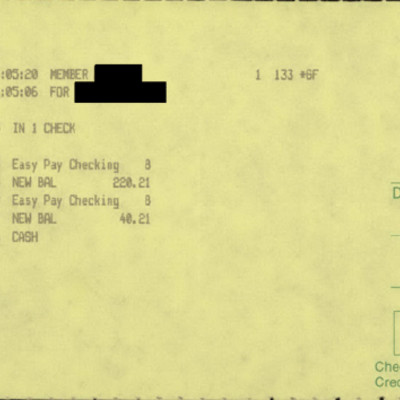 :05:20 MEMBER
1 133 *6F
:05:06 FOR
IN 1 CHECK
Easy Pay Checking 8
NEW BAL 220.21
Easy Pay Checking 8
NEW BAL 40.21
CASH
D
Che
Cred